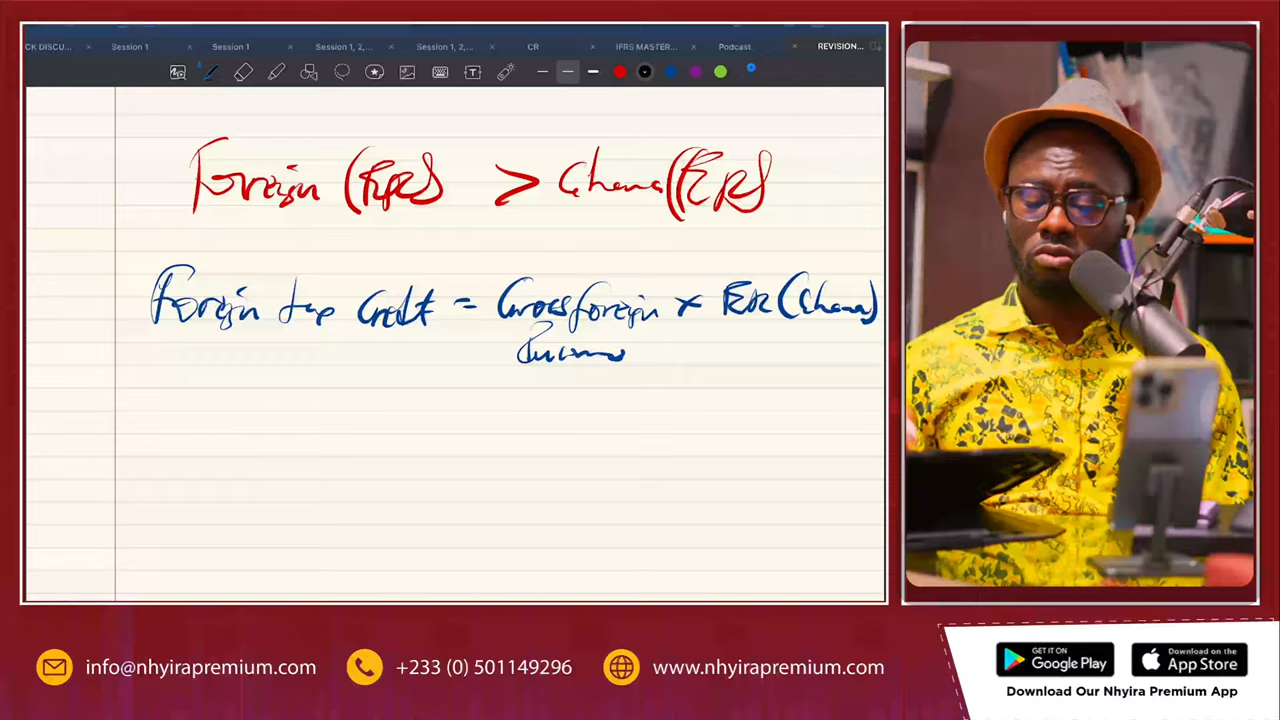 CK DISCU... Session 1 Session 1 Session 1, 2,... Session 1, 2,... CR IFRS MASTER... Podcast REVISION...
Foreign (ERS) > Ghana (ERS)
Foreign tax Credit = Gross foreign x ER (Ghana)
Income
info@nhyirapremium.com +233 (0) 501149296 www.nhyirapremium.com
GET IT ON Google Play
Download on the App Store
Download Our Nhyira Premium App